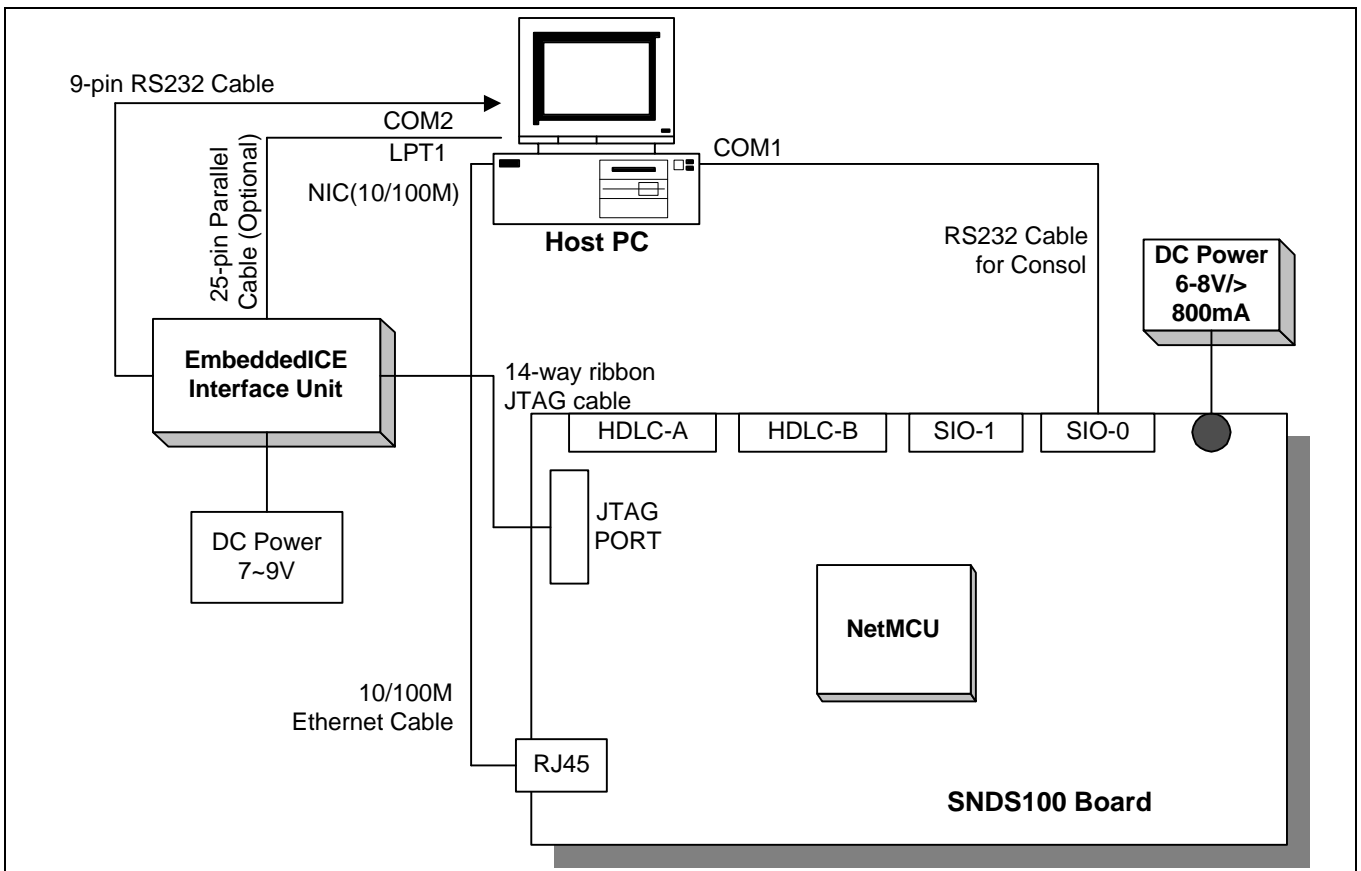 9-pin RS232 Cable
COM2
LPT1
NIC(10/100M)
25-pin Parallel
Cable (Optional)
COM1
Host PC
RS232 Cable
for Consol
DC Power
6-8V/>
800mA
EmbeddedICE
Interface Unit
14-way ribbon
JTAG cable
HDLC-A
HDLC-B
SIO-1
SIO-0
JTAG
PORT
DC Power
7~9V
NetMCU
10/100M
Ethernet Cable
RJ45
SNDS100 Board